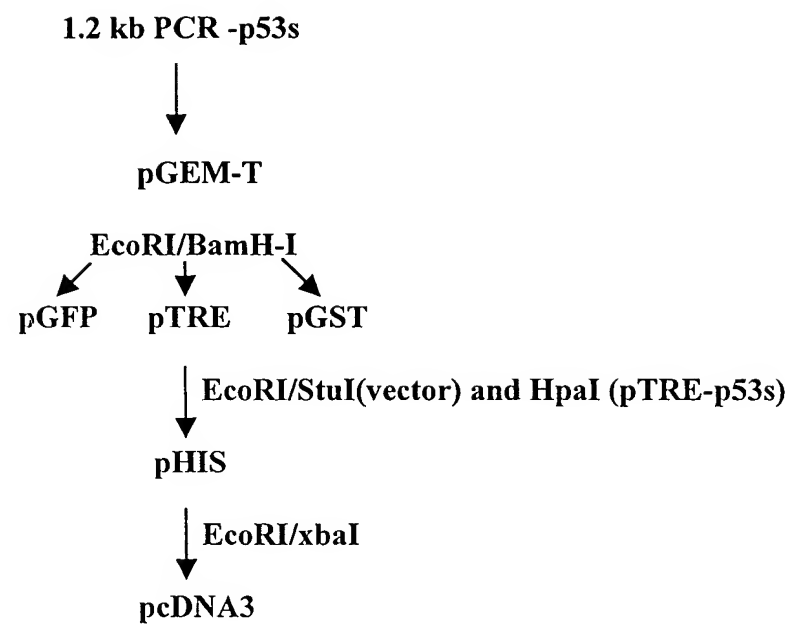 1.2 kb PCR -p53s
pGEM-T
EcoRI/BamH-I
pGFP pTRE pGST
EcoRI/StuI(vector) and HpaI (pTRE-p53s)
pHIS
EcoRI/xbaI
pcDNA3